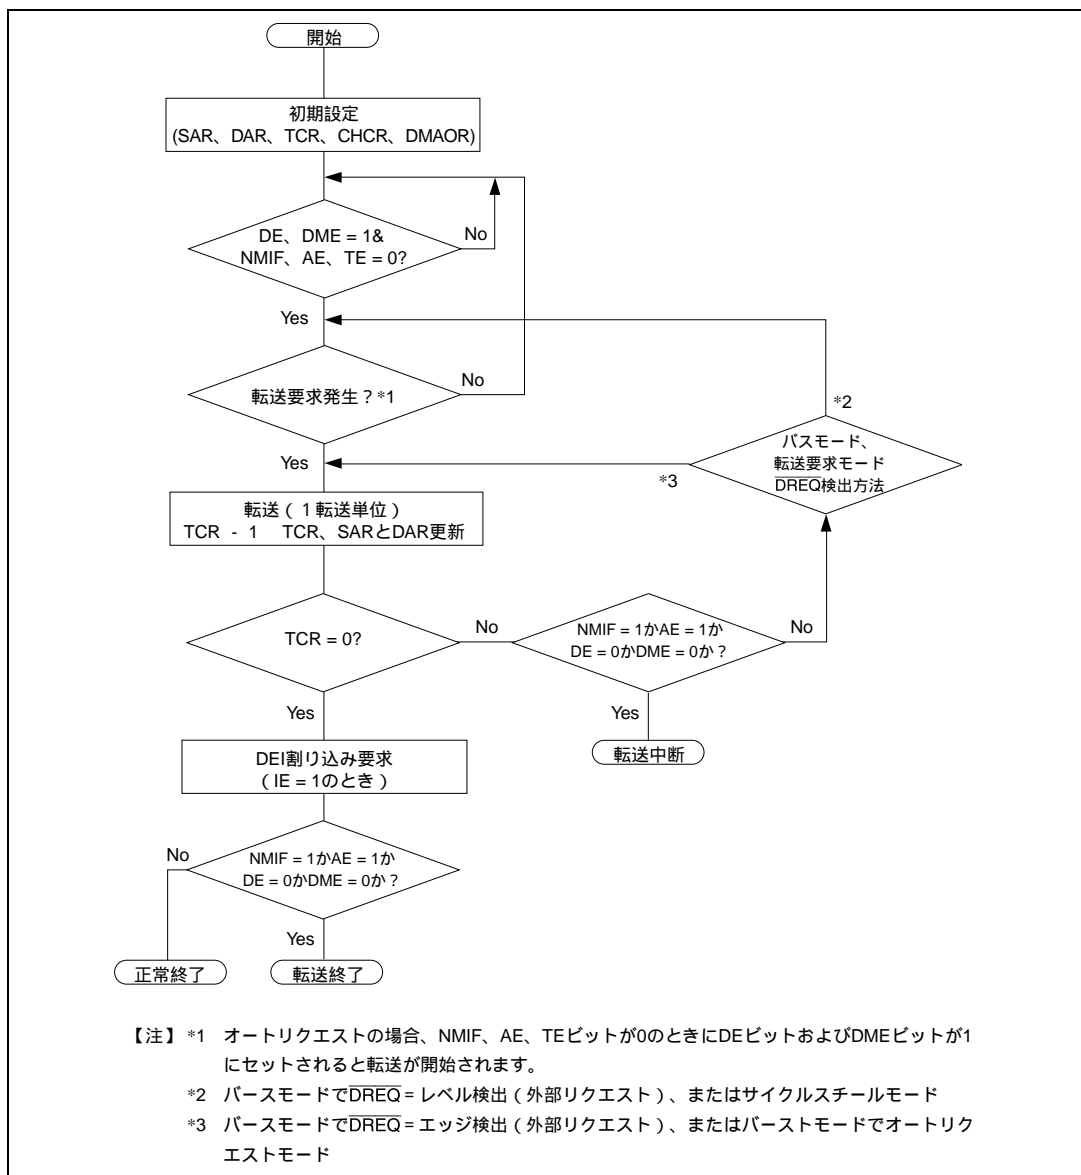 開始
初期設定
(SAR、DAR、TCR、CHCR、DMAOR)
DE、DME = 1&
NMIF、AE、TE = 0?
No
Yes
転送要求発生？*1
No
*2
バスモード、
転送要求モード
DREQ検出方法
*3
Yes
転送（1転送単位）
TCR - 1 TCR、SARとDAR更新
TCR = 0?
No
NMIF = 1かAE = 1か
DE = 0かDME = 0か？
No
Yes
Yes
転送中断
DEI割り込み要求
（IE = 1のとき）
No
NMIF = 1かAE = 1か
DE = 0かDME = 0か？
Yes
正常終了
転送終了
【注】 *1 オートリクエストの場合、NMIF、AE、TEビットが0のときにDEビットおよびDMEビットが1
にセットされると転送が開始されます。
*2 バースモードでDREQ = レベル検出（外部リクエスト）、またはサイクルスチールモード
*3 バースモードでDREQ = エッジ検出（外部リクエスト）、またはバーストモードでオートリク
エストモード